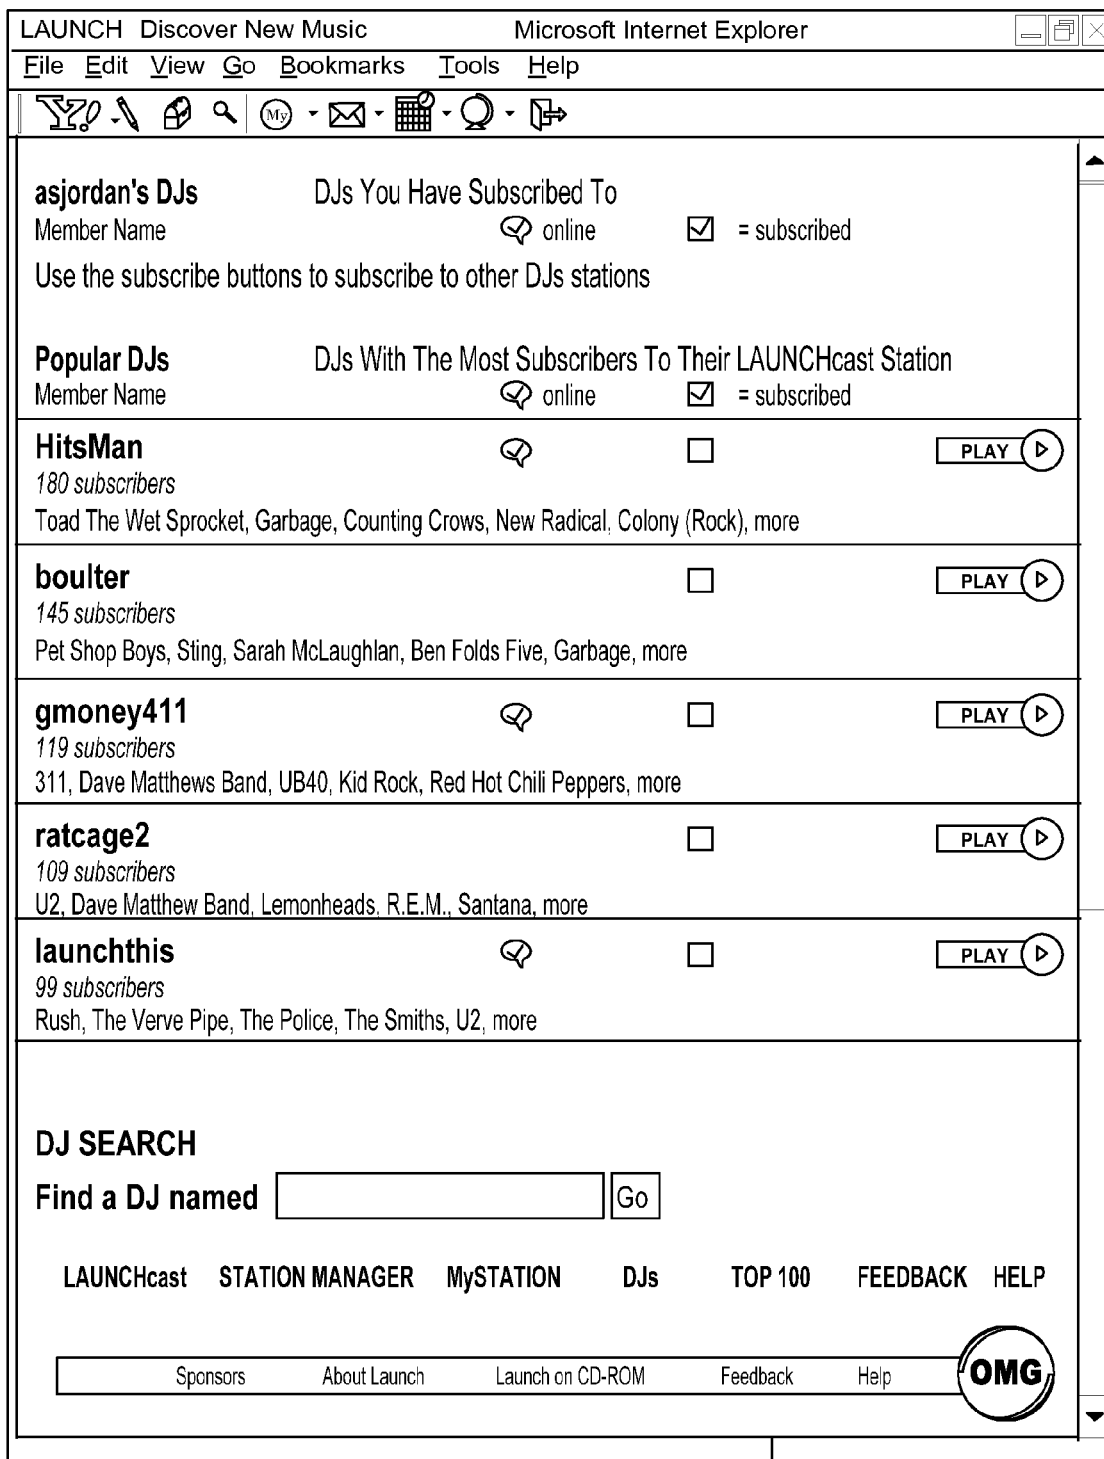 LAUNCH Discover New Music Microsoft Internet Explorer
File Edit View Go Bookmarks Tools Help
Y! My
asjordan's DJs DJs You Have Subscribed To
Member Name online = subscribed
Use the subscribe buttons to subscribe to other DJs stations
Popular DJs DJs With The Most Subscribers To Their LAUNCHcast Station
Member Name online = subscribed
HitsMan PLAY
180 subscribers
Toad The Wet Sprocket, Garbage, Counting Crows, New Radical, Colony (Rock), more
boulter PLAY
145 subscribers
Pet Shop Boys, Sting, Sarah McLaughlan, Ben Folds Five, Garbage, more
gmoney411 PLAY
119 subscribers
311, Dave Matthews Band, UB40, Kid Rock, Red Hot Chili Peppers, more
ratcage2 PLAY
109 subscribers
U2, Dave Matthew Band, Lemonheads, R.E.M., Santana, more
launchthis PLAY
99 subscribers
Rush, The Verve Pipe, The Police, The Smiths, U2, more
DJ SEARCH
Find a DJ named Go
LAUNCHcast STATION MANAGER MySTATION DJs TOP 100 FEEDBACK HELP
Sponsors About Launch Launch on CD-ROM Feedback Help OMG